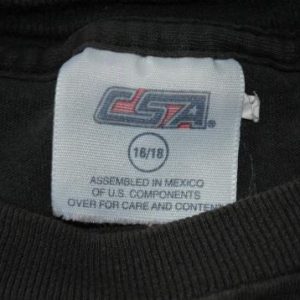 CSA®
16/18
ASSEMBLED IN MEXICO
OF U.S. COMPONENTS
OVER FOR CARE AND CONTENT